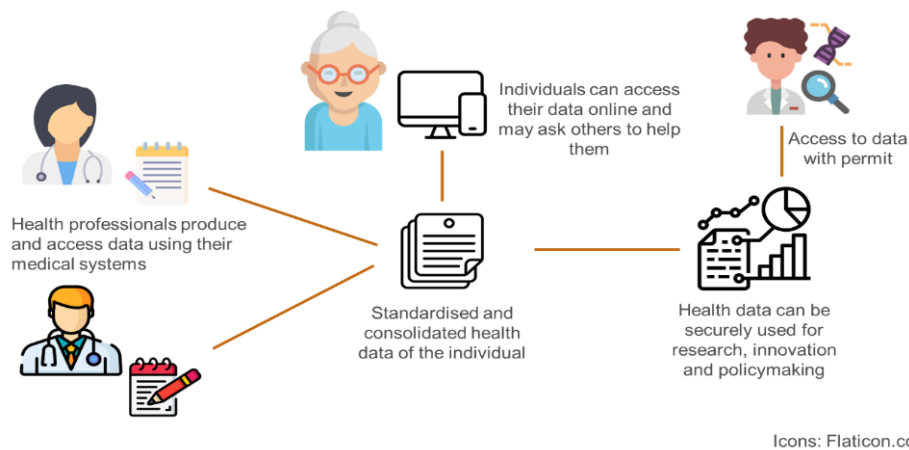 Individuals can access
their data online and
may ask others to help
them
Access to data
with permit
Health professionals produce
and access data using their
medical systems
Standardised and
consolidated health
data of the individual
Health data can be
securely used for
research, innovation
and policymaking
Icons: Flaticon.co